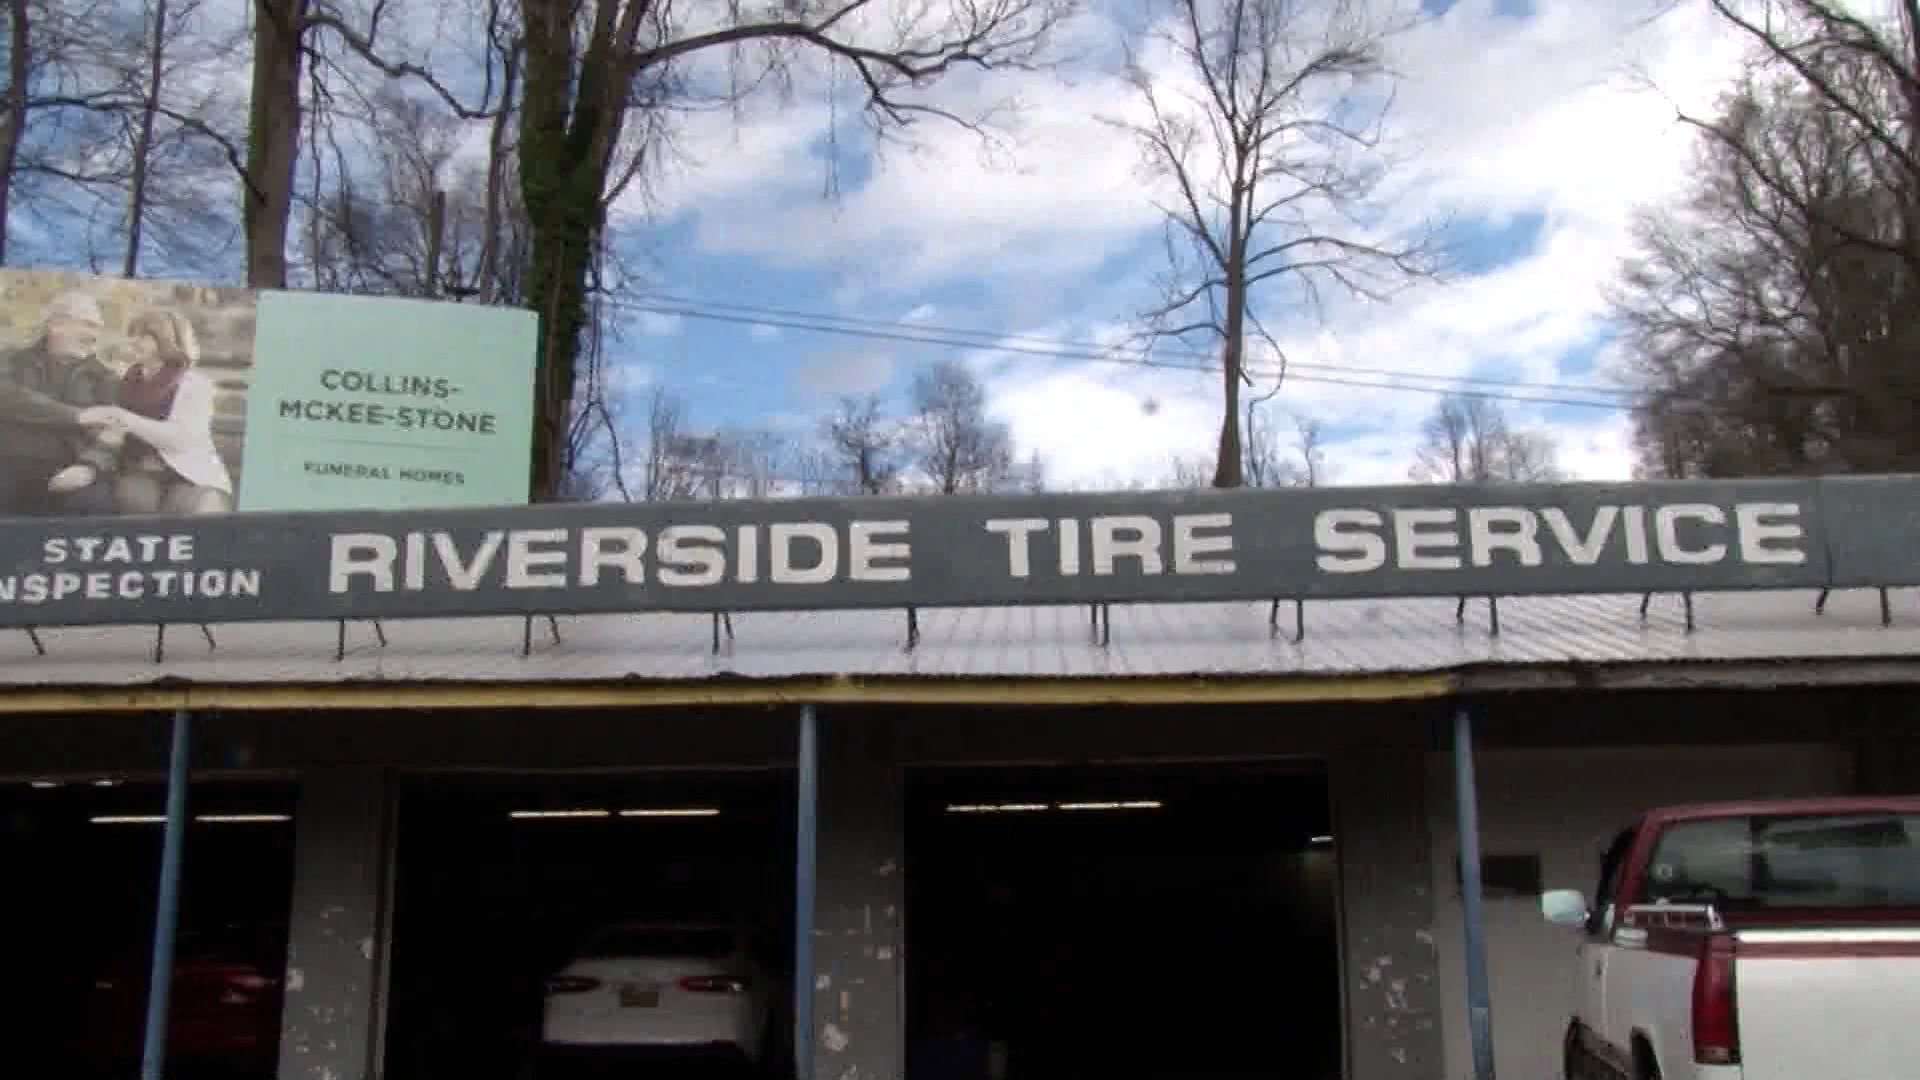 COLLINS-
MCKEE-STONE
FUNERAL HOMES
STATE
NSPECTION
RIVERSIDE TIRE SERVICE